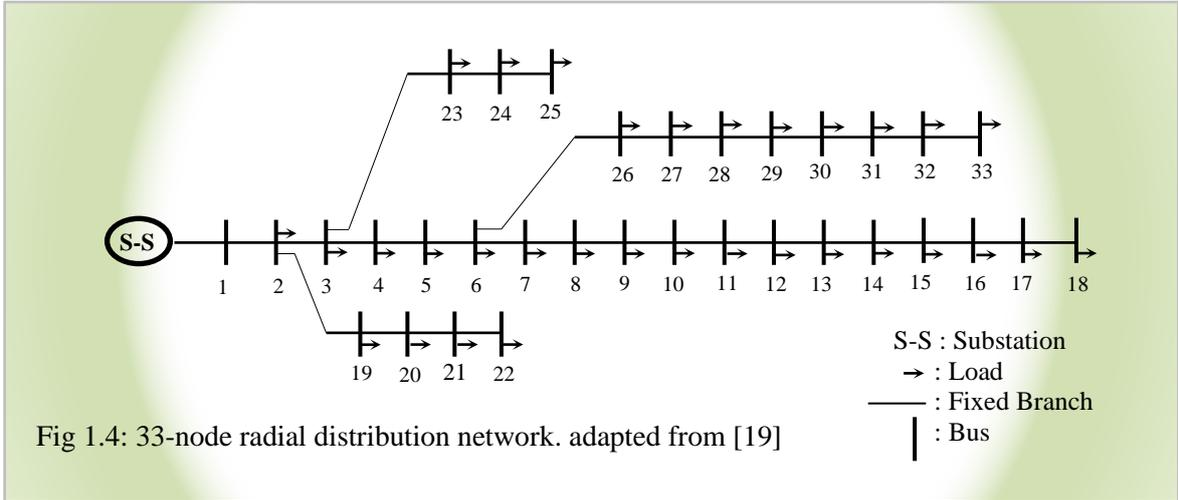 23 24 25
26 27 28 29 30 31 32 33
S-S
1 2 3 4 5 6 7 8 9 10 11 12 13 14 15 16 17 18
19 20 21 22
S-S : Substation
: Load
: Fixed Branch
: Bus
Fig 1.4: 33-node radial distribution network. adapted from [19]